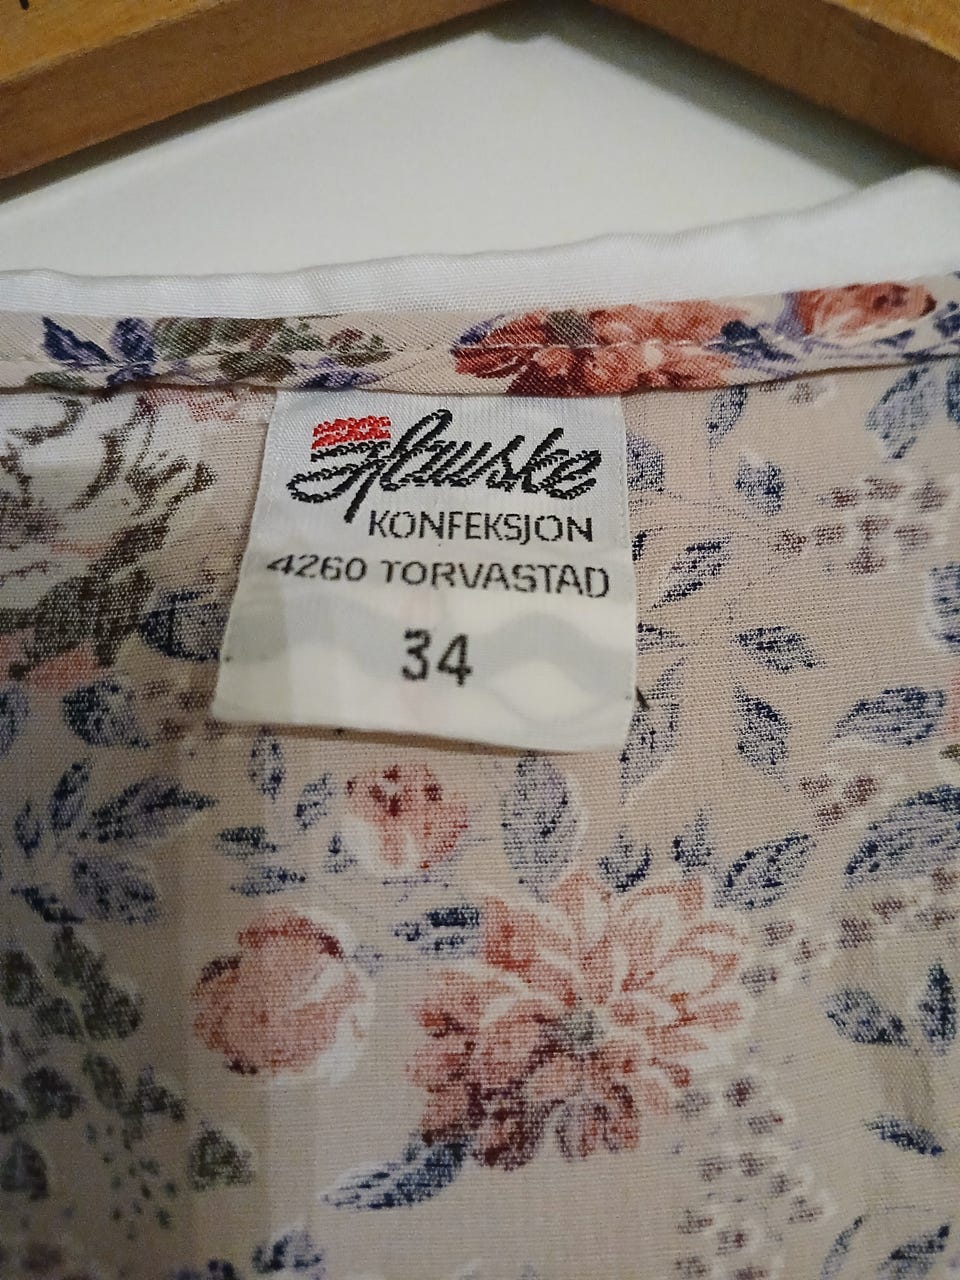 Hauske
KONFEKSJON
4260 TORVASTAD
34